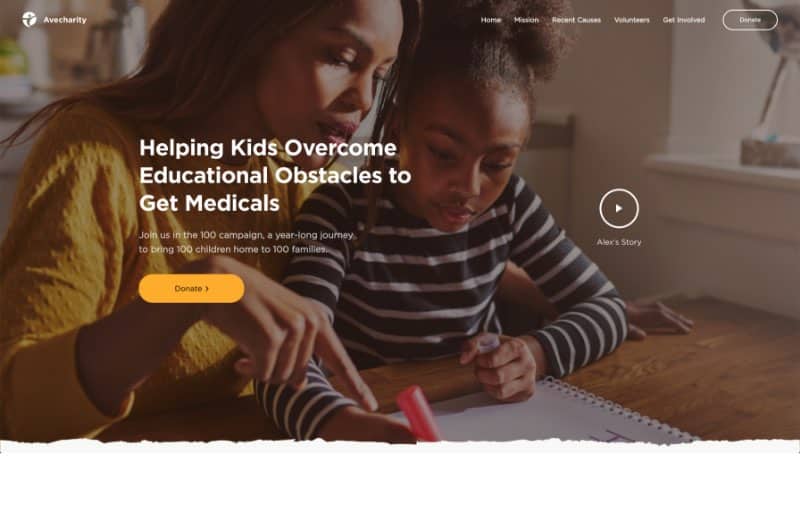 Avecharity
Home Mission Recent Causes Volunteers Get Involved Donate
Helping Kids Overcome
Educational Obstacles to
Get Medicals
Join us in the 100 campaign, a year-long journey
to bring 100 children home to 100 families.
Donate
Alex's Story